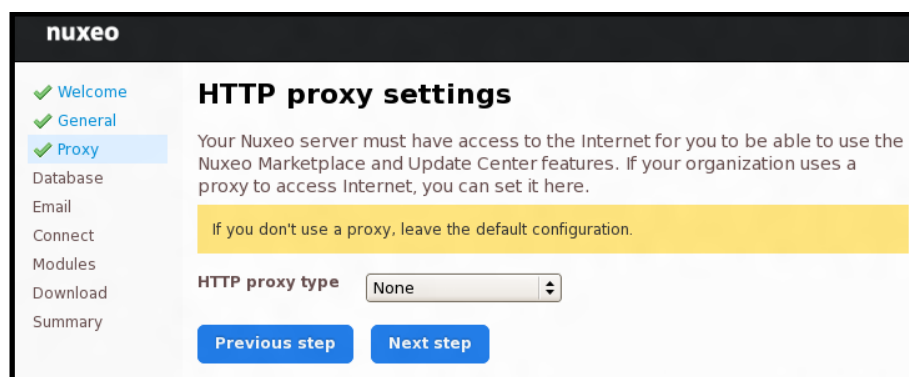 nuxeo
Welcome
General
Proxy
Database
Email
Connect
Modules
Download
Summary
HTTP proxy settings
Your Nuxeo server must have access to the Internet for you to be able to use the
Nuxeo Marketplace and Update Center features. If your organization uses a
proxy to access Internet, you can set it here.
If you don't use a proxy, leave the default configuration.
HTTP proxy type None
Previous step Next step